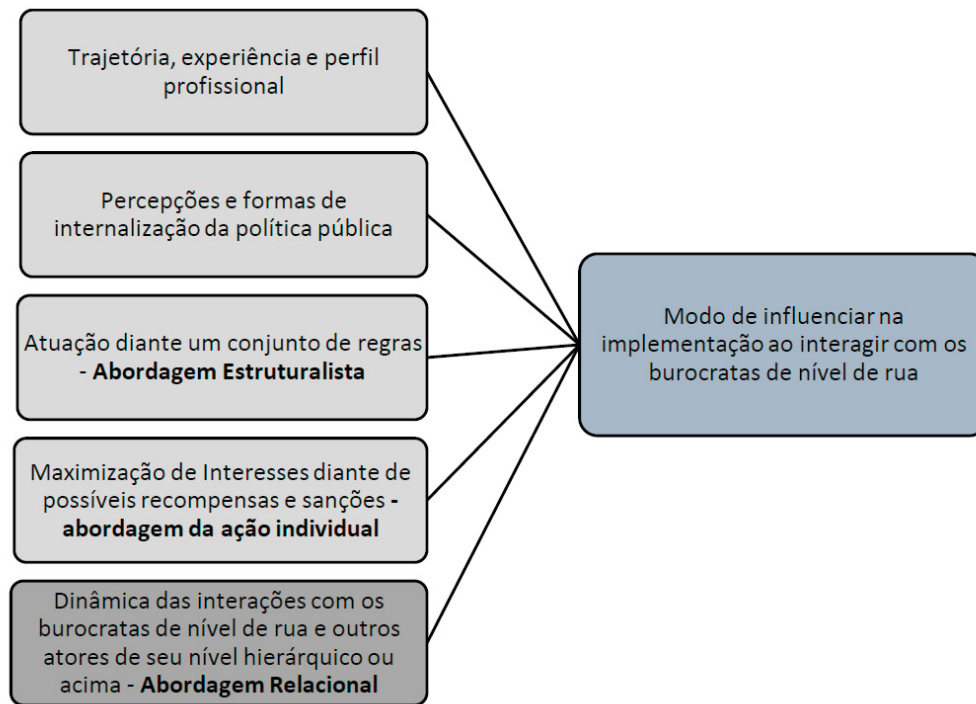 Trajetória, experiência e perfil
profissional
Percepções e formas de
internalização da política pública
Atuação diante um conjunto de regras
- Abordagem Estruturalista
Maximização de Interesses diante de
possíveis recompensas e sanções -
abordagem da ação individual
Dinâmica das interações com os
burocratas de nível de rua e outros
atores de seu nível hierárquico ou
acima - Abordagem Relacional
Modo de influenciar na
implementação ao interagir com os
burocratas de nível de rua